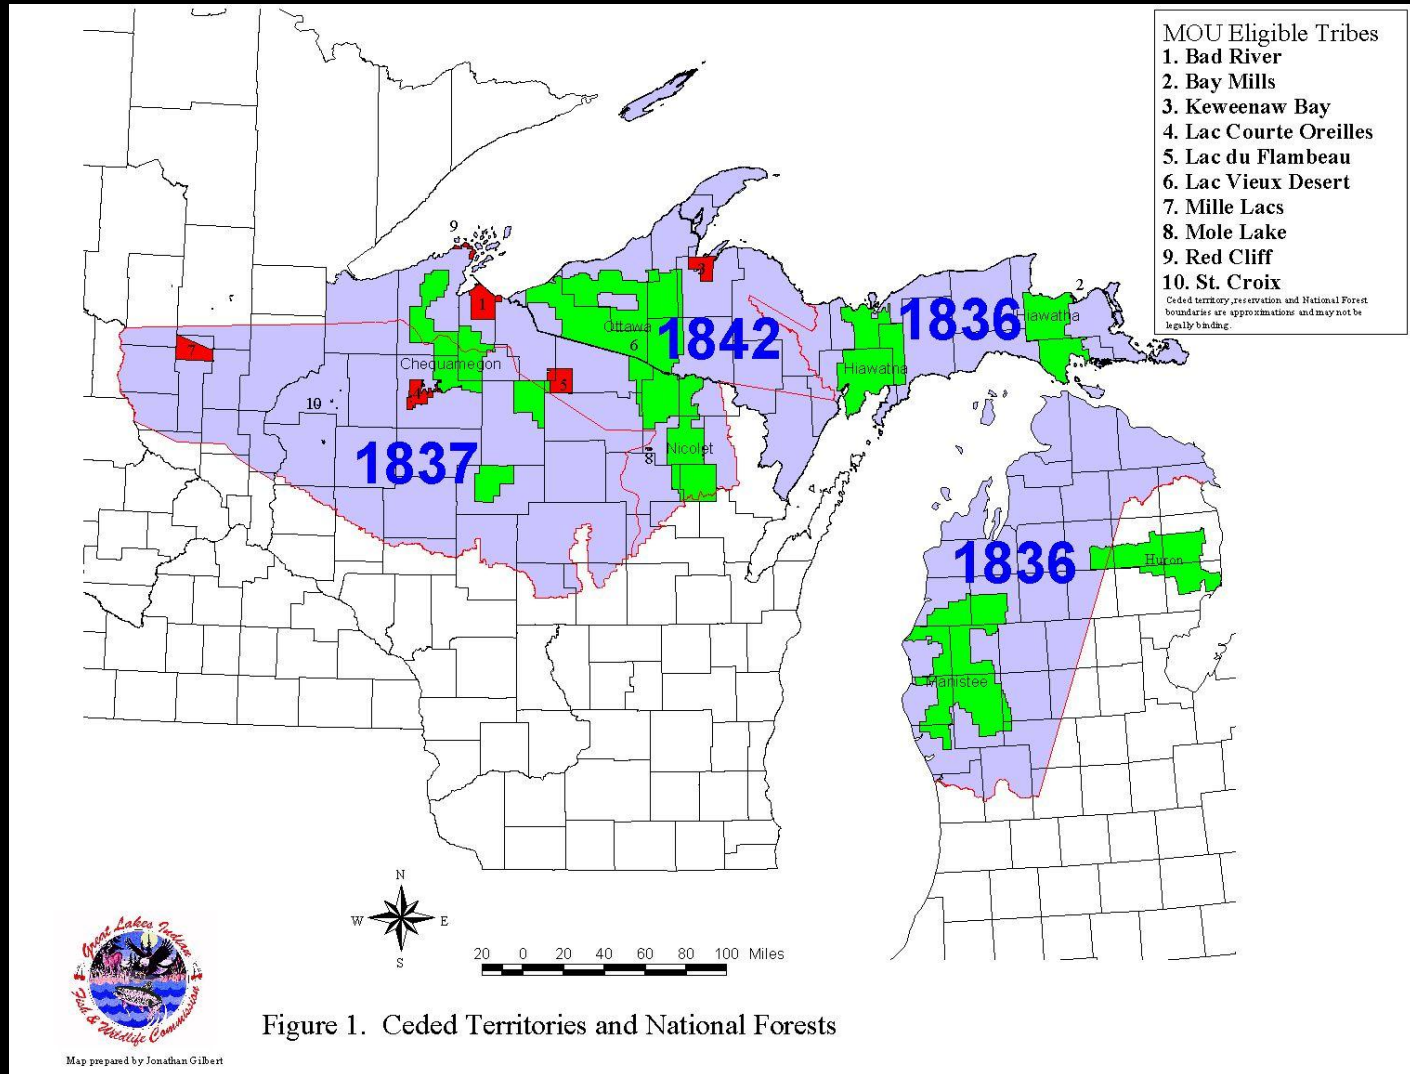 MOU Eligible Tribes
1. Bad River
2. Bay Mills
3. Keweenaw Bay
4. Lac Courte Oreilles
5. Lac du Flambeau
6. Lac Vieux Desert
7. Mille Lacs
8. Mole Lake
9. Red Cliff
10. St. Croix
Ceded territory, reservation and National Forest
boundaries are approximations and may not be
legally binding.
9
2
3
1
1836
Hiawatha
Ottawa
1842
6
7
Chequamegon
Hiawatha
5
4
10
1837
Nicolet
8
1836
Huron
Manistee
N
W
E
S
20 0 20 40 60 80 100 Miles
Great Lakes Indian
Fish & Wildlife Commission
Figure 1. Ceded Territories and National Forests
Map prepared by Jonathan Gilbert